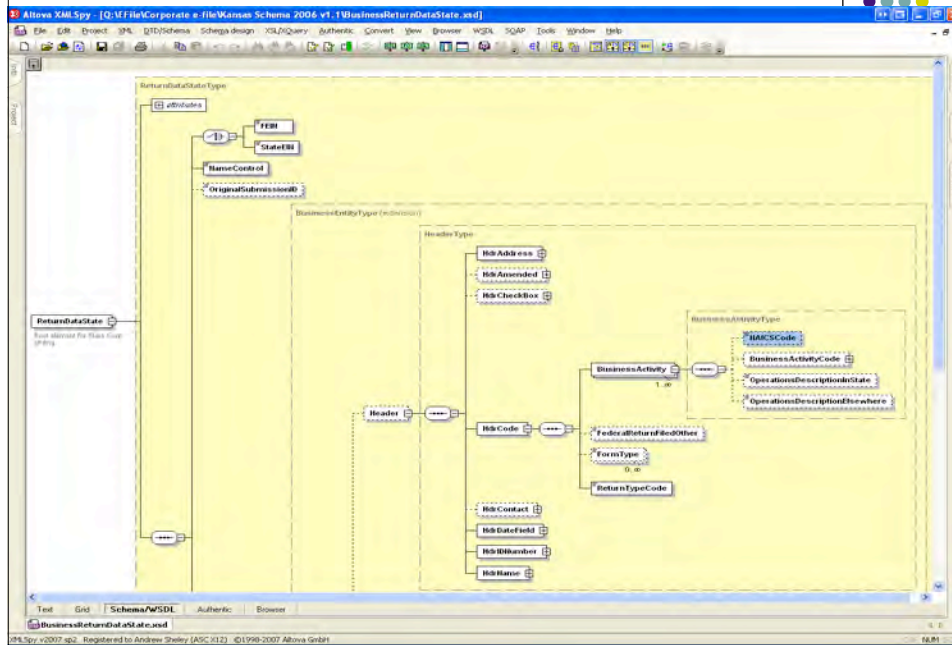 Altova XMLSpy - [Q:\EFile\Corporate e-file\Kansas Schema 2006 v1.1\BusinessReturnDataState.xsd]
File Edit Project XML DTD/Schema Schema design XSL/XQuery Authentic Convert View Browser WSDL SOAP Tools Window Help
Info
Project
ReturnDataStateType
attributes
FEIN
StateEIN
NameControl
OriginalSubmissionID
BusinessEntityType (extension)
HeaderType
HdrAddress
HdrAmended
HdrCheckBox
ReturnDataState
BusinessActivityType
NAICSCode
BusinessActivityCode
BusinessActivity
1..∞
OperationsDescriptionInState
OperationsDescriptionElsewhere
Header
HdrCode
FederalReturnFiledOther
FormType
0..∞
ReturnTypeCode
HdrContact
HdrDateField
HdrIDNumber
HdrName
Text Grid Schema/WSDL Authentic Browser
BusinessReturnDataState.xsd
XMLSpy v2007 sp2 Registered to Andrew Sheley (ASC X12) ©1998-2007 Altova GmbH NUM